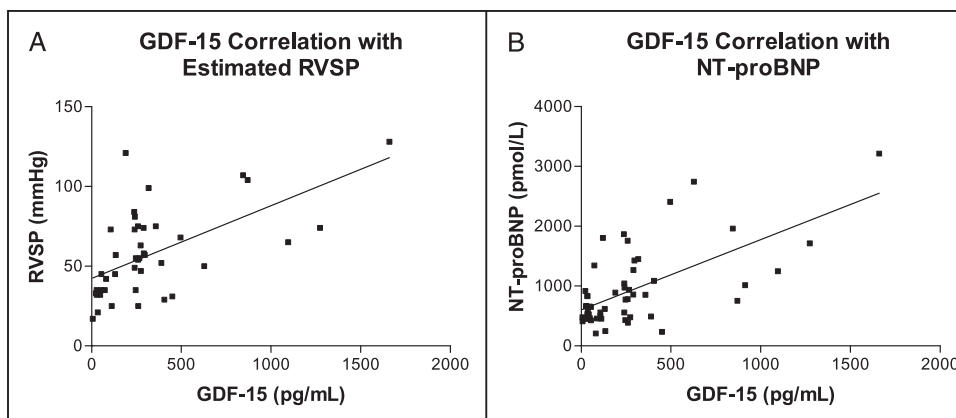 A
GDF-15 Correlation with
Estimated RVSP
150
100
50
0
RVSP (mmHg)
0 500 1000 1500 2000
GDF-15 (pg/mL)
B
GDF-15 Correlation with
NT-proBNP
4000
3000
2000
1000
0
NT-proBNP (pmol/L)
0 500 1000 1500 2000
GDF-15 (pg/mL)